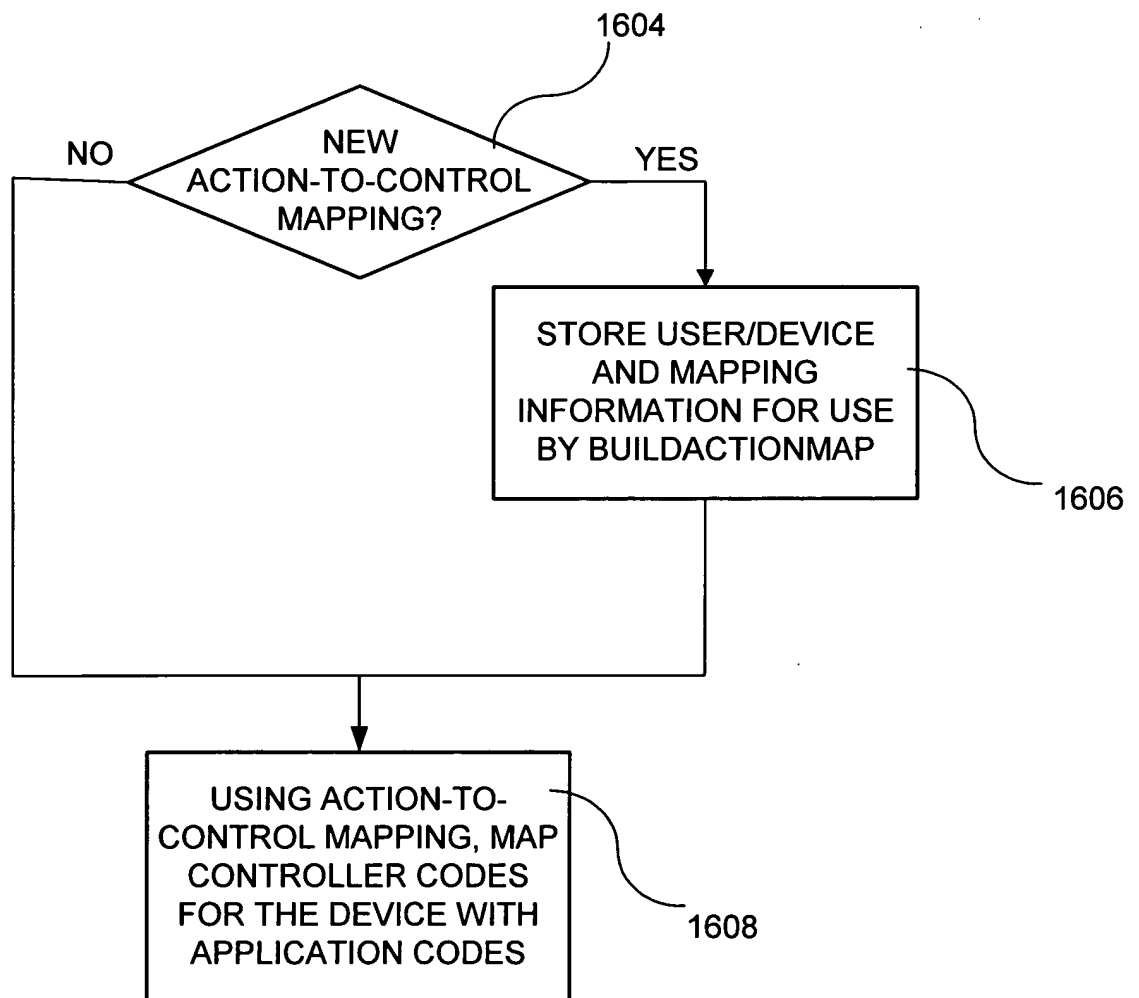 1604
NEW
ACTION-TO-CONTROL
MAPPING?
NO
YES
STORE USER/DEVICE
AND MAPPING
INFORMATION FOR USE
BY BUILDACTIONMAP
1606
USING ACTION-TO-
CONTROL MAPPING, MAP
CONTROLLER CODES
FOR THE DEVICE WITH
APPLICATION CODES
1608